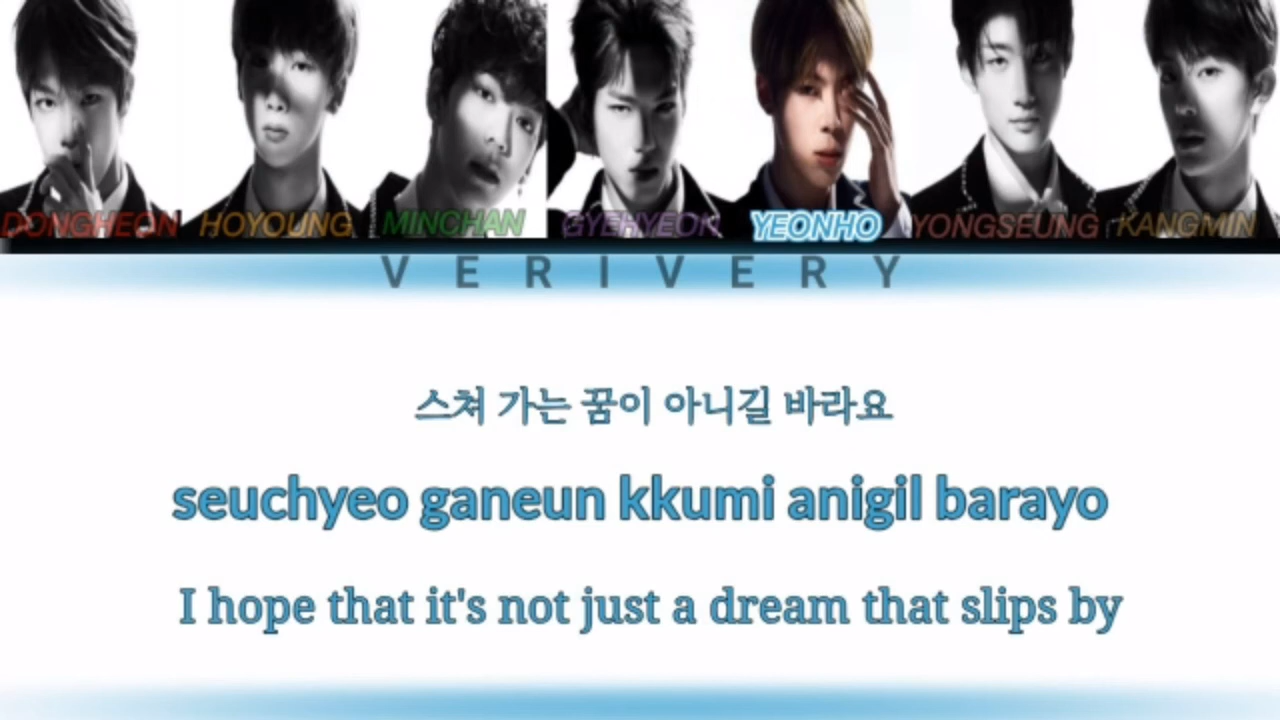 DONGHEON HOYOUNG MINCHAN GYEHYEON YEONHO YONGSEUNG KANGMIN
VERIVERY
스쳐 가는 꿈이 아니길 바라요
seuchyeo ganeun kkumi anigil barayo
I hope that it's not just a dream that slips by